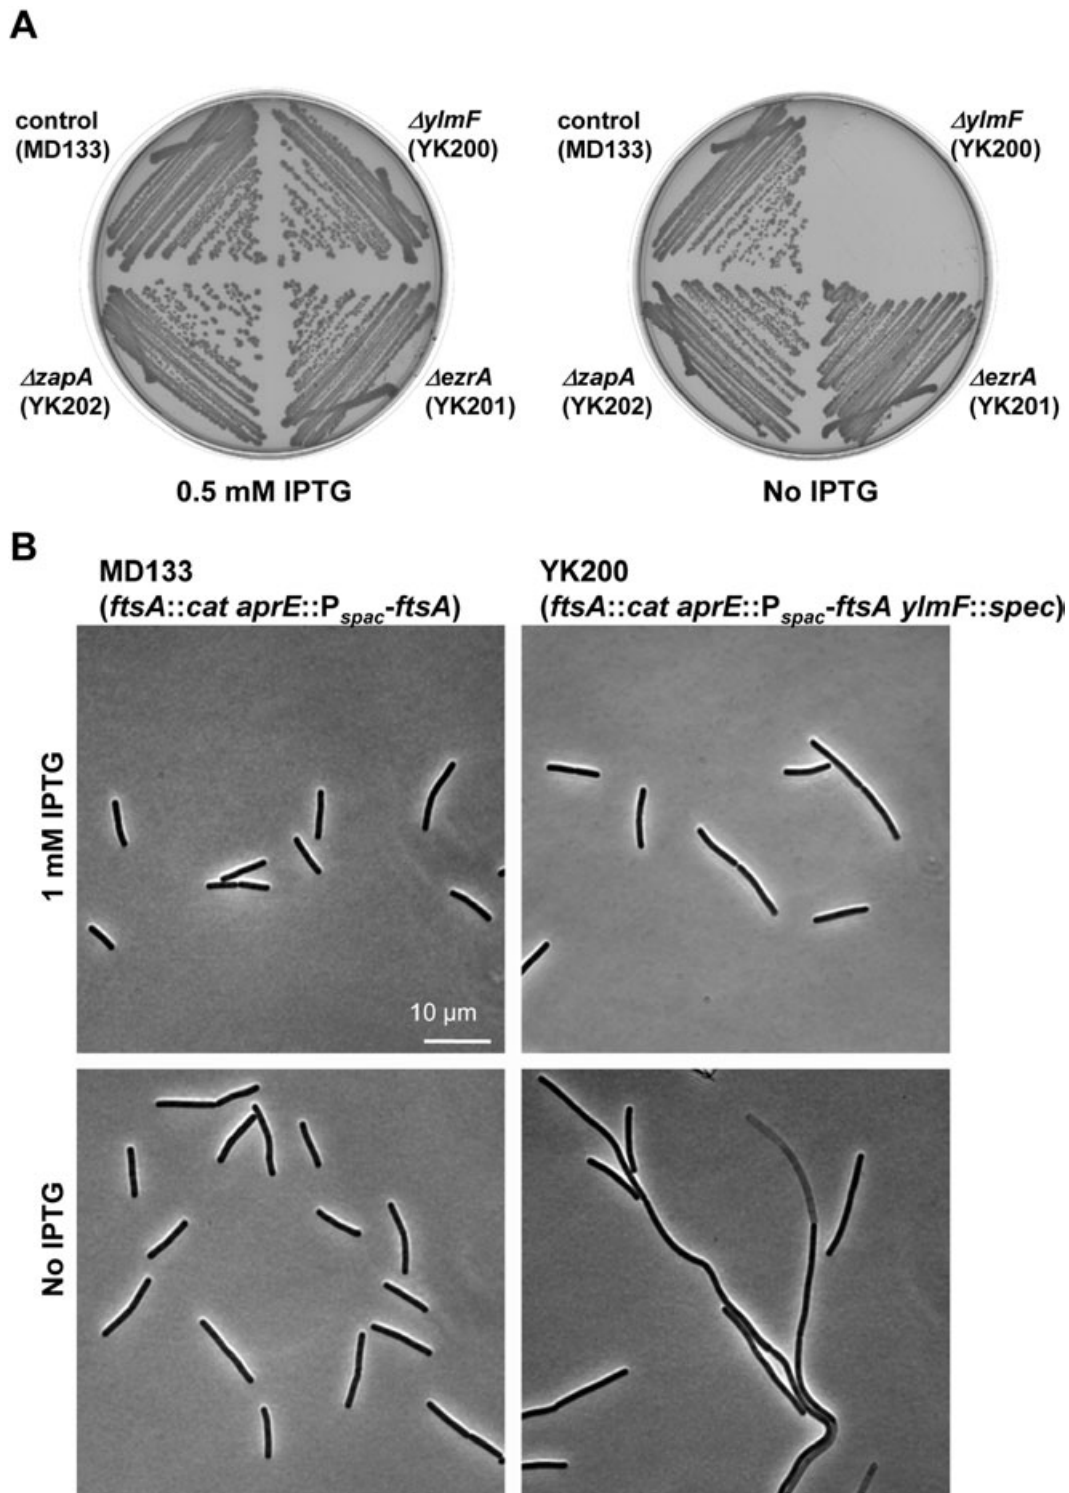 A
control
(MD133)
ΔylmF
(YK200)
control
(MD133)
ΔylmF
(YK200)
ΔzapA
(YK202)
ΔezrA
(YK201)
ΔzapA
(YK202)
ΔezrA
(YK201)
0.5 mM IPTG
No IPTG
B
MD133
(ftsA::cat aprE::Pspac-ftsA)
YK200
(ftsA::cat aprE::Pspac-ftsA ylmF::spec)
1 mM IPTG
10 µm
No IPTG